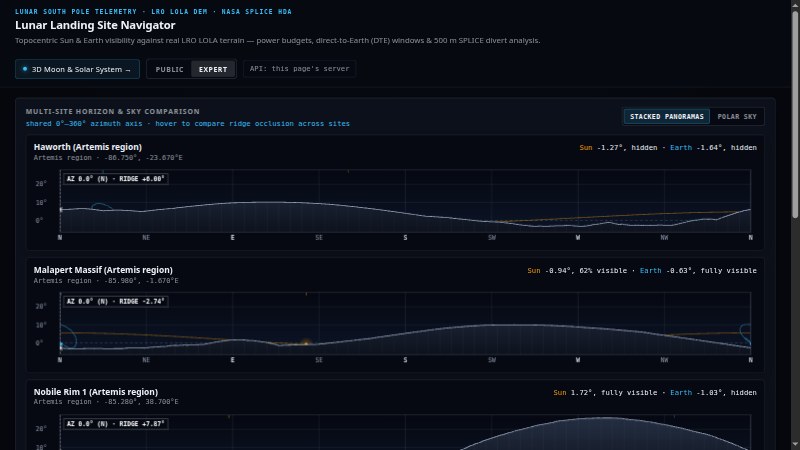 LUNAR SOUTH POLE TELEMETRY · LRO LOLA DEM · NASA SPLICE HDA
Lunar Landing Site Navigator
Topocentric Sun & Earth visibility against real LRO LOLA terrain — power budgets, direct-to-Earth (DTE) windows & 500 m SPLICE divert analysis.
3D Moon & Solar System →
PUBLIC
EXPERT
API: this page's server
MULTI-SITE HORIZON & SKY COMPARISON
shared 0°–360° azimuth axis · hover to compare ridge occlusion across sites
STACKED PANORAMAS
POLAR SKY
Haworth (Artemis region)
Sun -1.27°, hidden · Earth -1.64°, hidden
Artemis region · -86.750°, -23.670°E
AZ 0.0° (N) · RIDGE +6.00°
20°
10°
0°
N NE E SE S SW W NW N
Malapert Massif (Artemis region)
Sun -0.94°, 62% visible · Earth -0.63°, fully visible
Artemis region · -85.980°, -1.670°E
AZ 0.0° (N) · RIDGE -2.74°
20°
10°
0°
N NE E SE S SW W NW N
Nobile Rim 1 (Artemis region)
Sun 1.72°, fully visible · Earth -1.03°, hidden
Artemis region · -85.280°, 38.700°E
AZ 0.0° (N) · RIDGE +7.87°
20°
10°